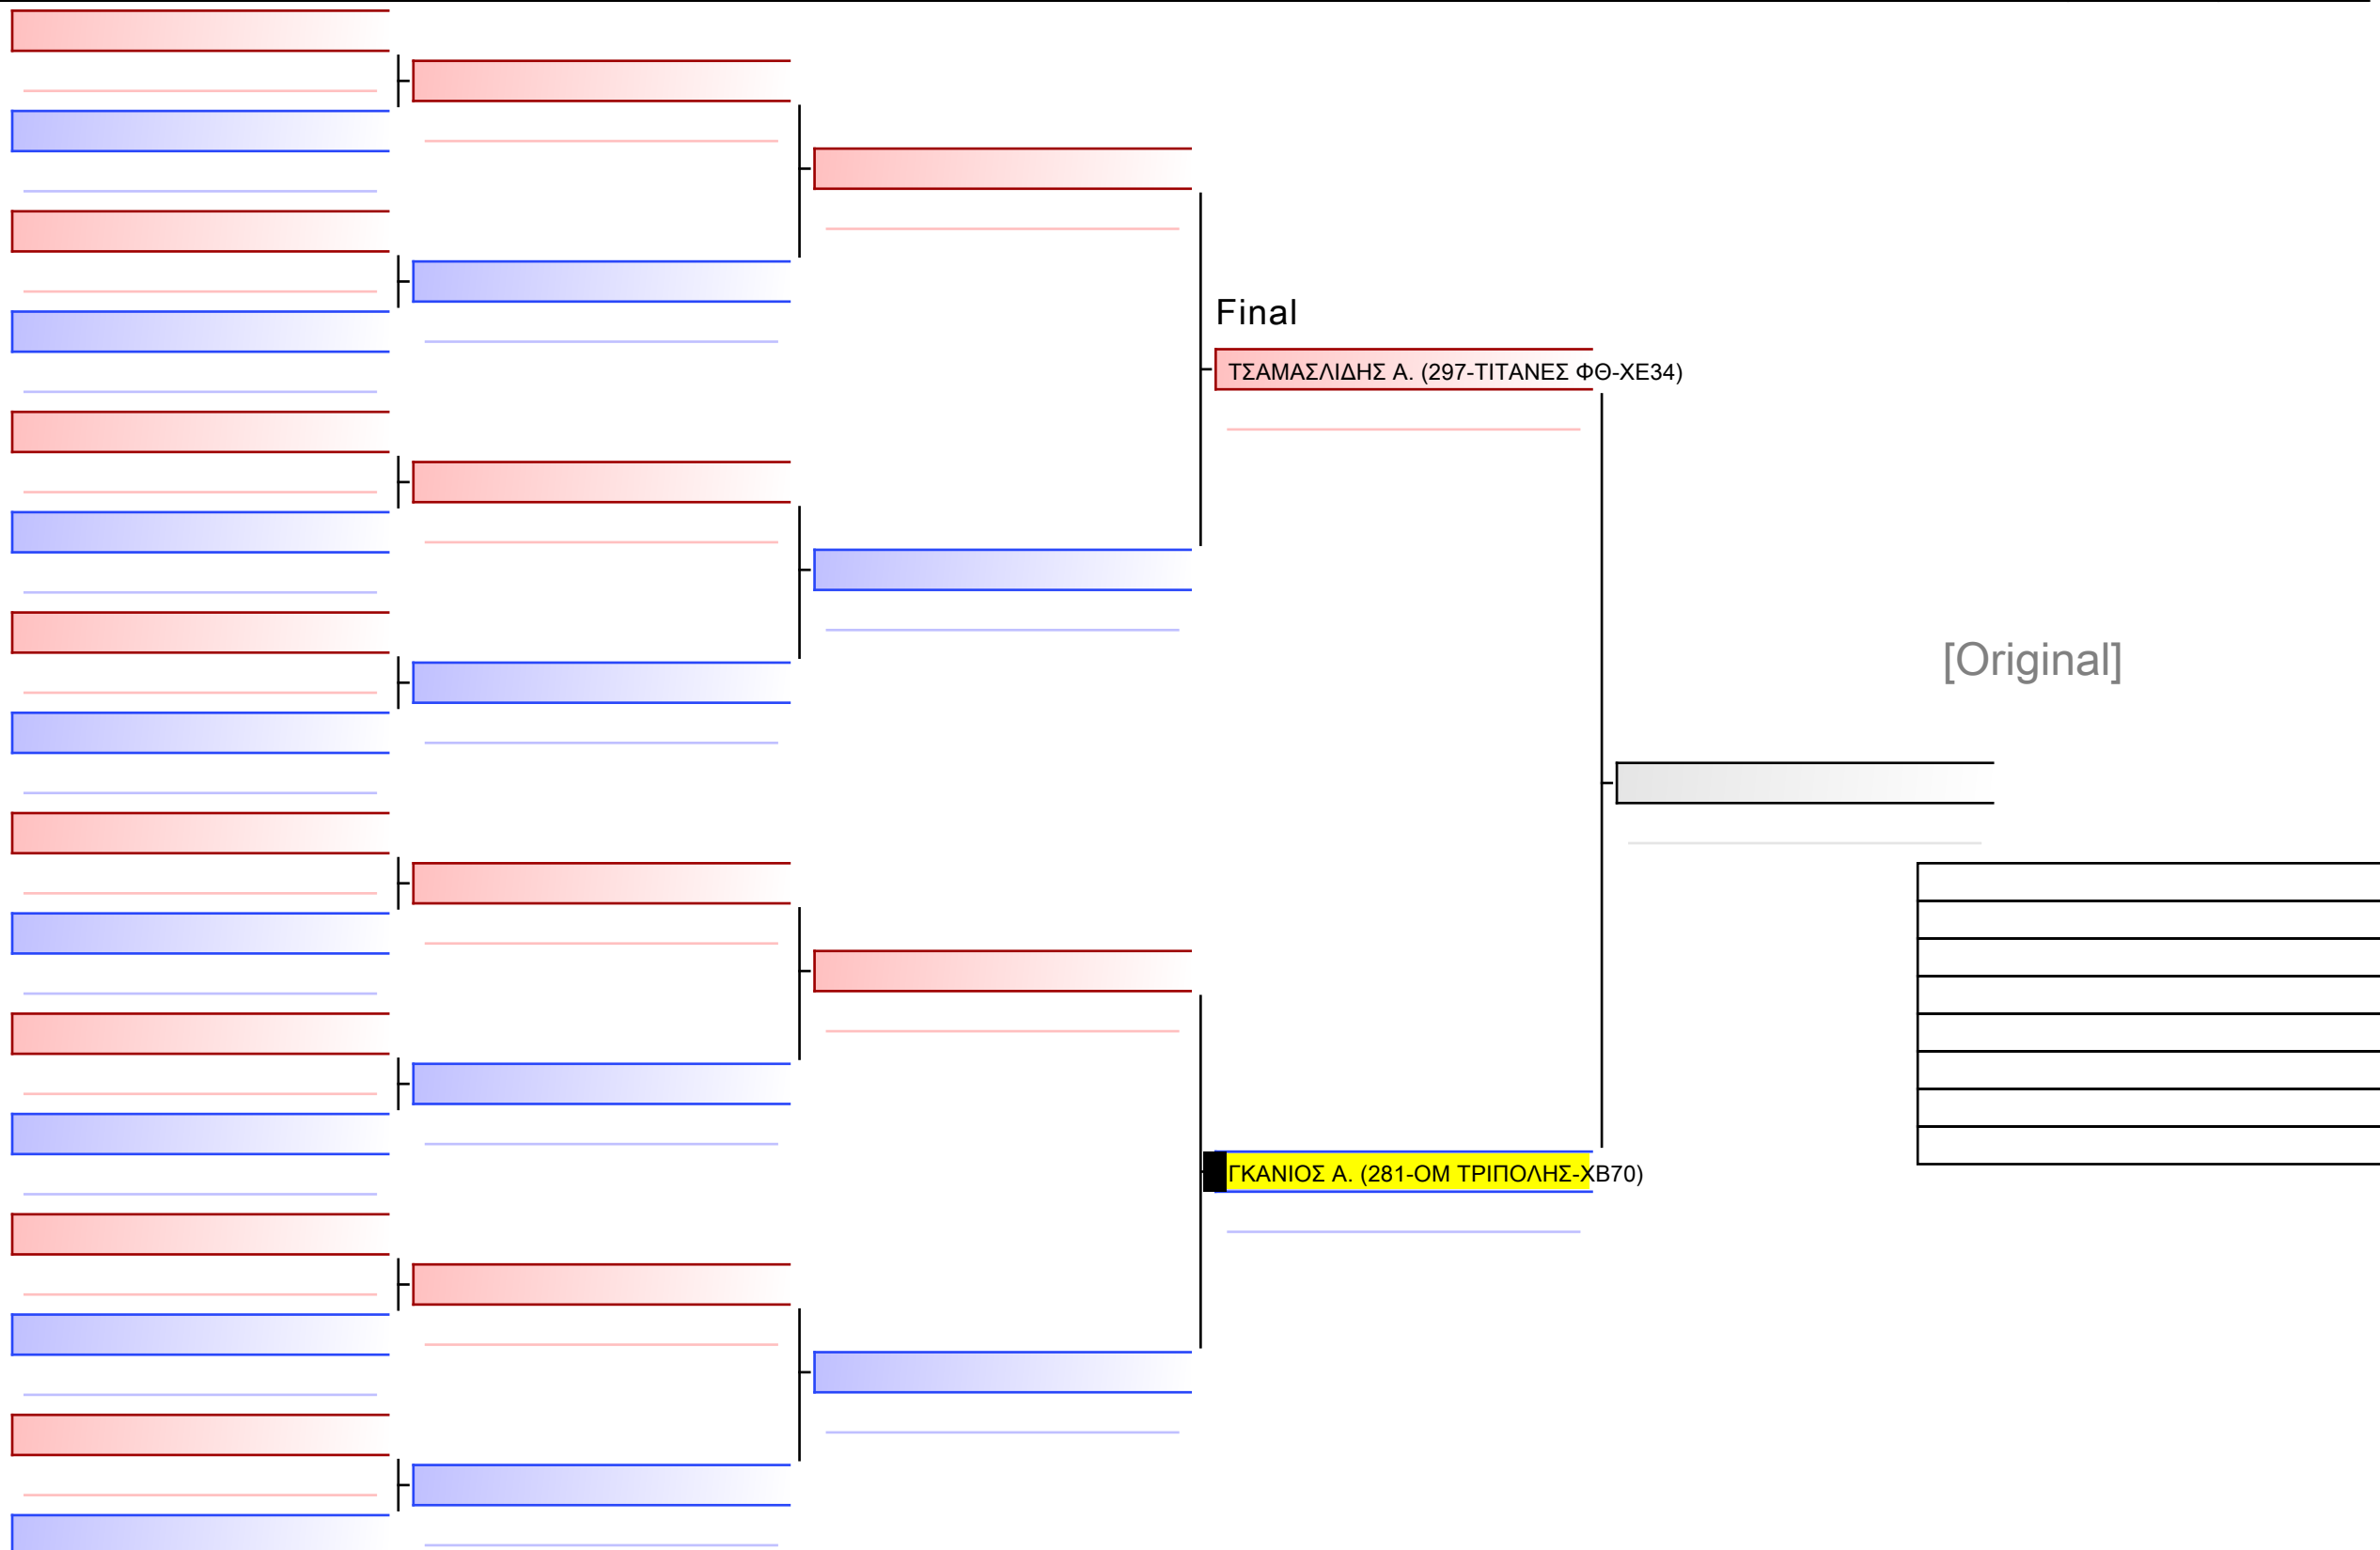 Final
ΤΣΑΜΑΣΛΙΔΗΣ Α. (297-ΤΙΤΑΝΕΣ ΦΘ-ΧΕ34)
[Original]
ΓΚΑΝΙΟΣ Α. (281-ΟΜ ΤΡΙΠΟΛΗΣ-ΧΒ70)